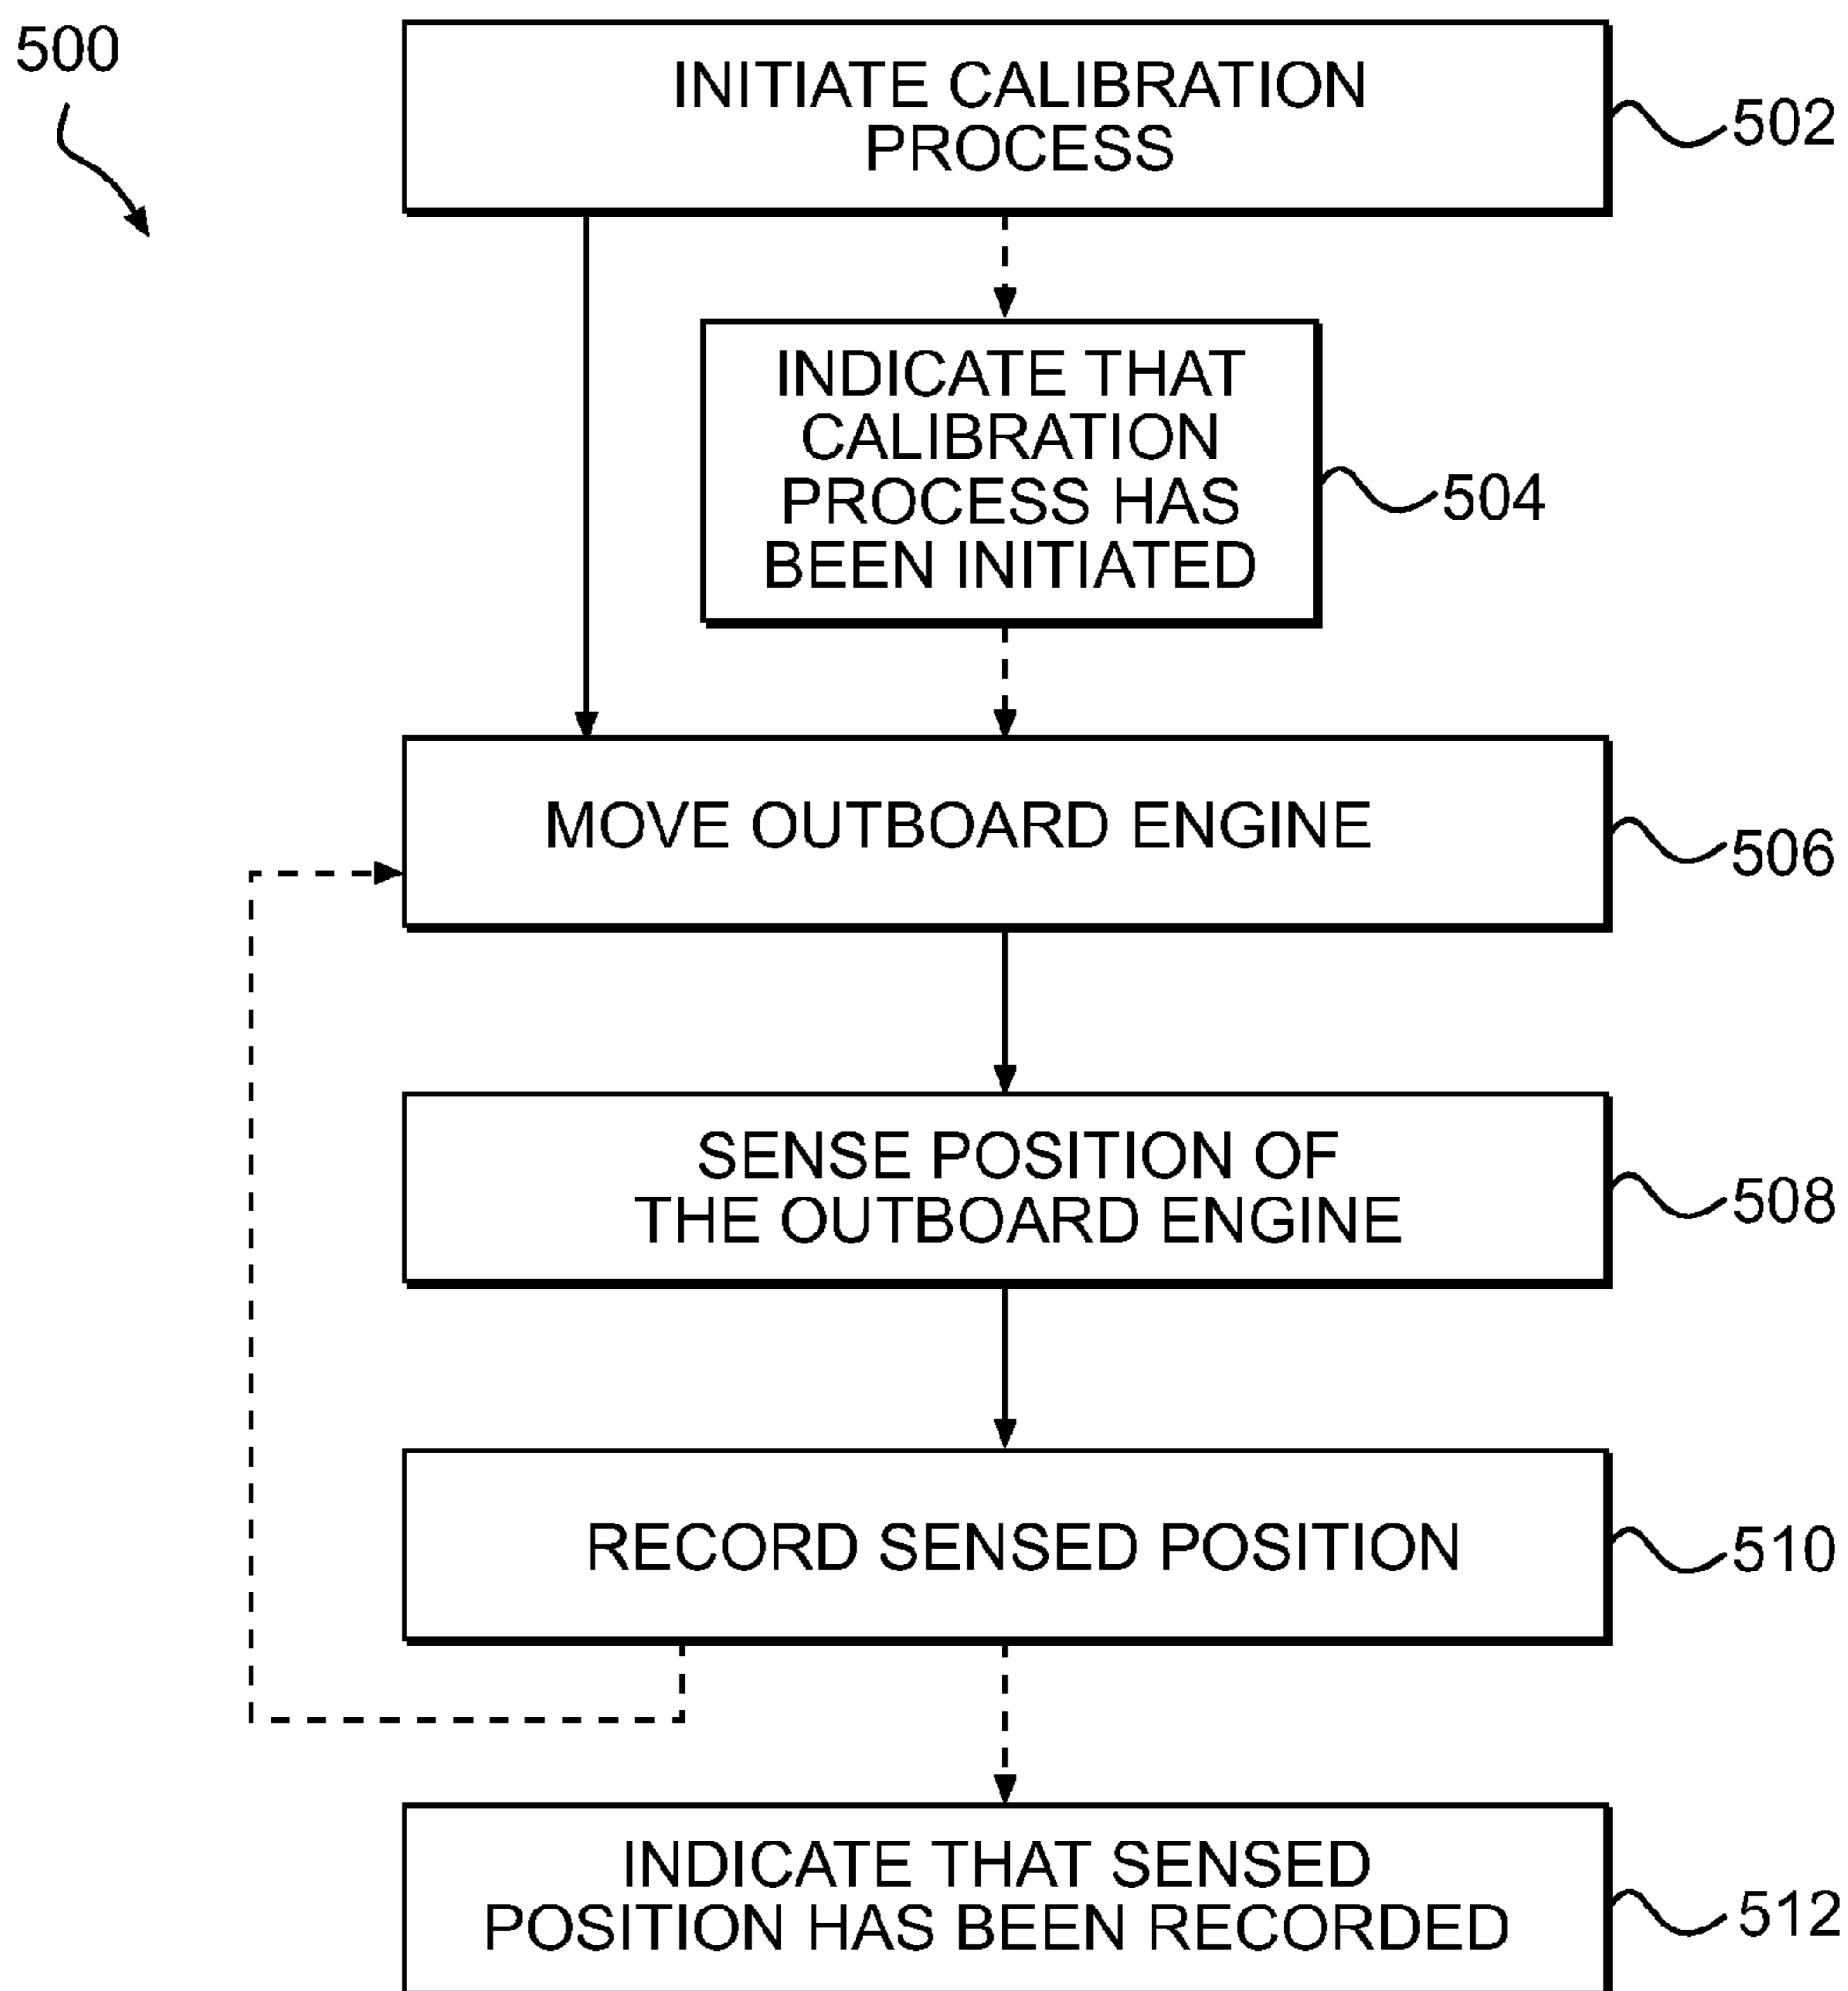 500
INITIATE CALIBRATION
PROCESS
502
INDICATE THAT
CALIBRATION
PROCESS HAS
BEEN INITIATED
504
MOVE OUTBOARD ENGINE
506
SENSE POSITION OF
THE OUTBOARD ENGINE
508
RECORD SENSED POSITION
510
INDICATE THAT SENSED
POSITION HAS BEEN RECORDED
512